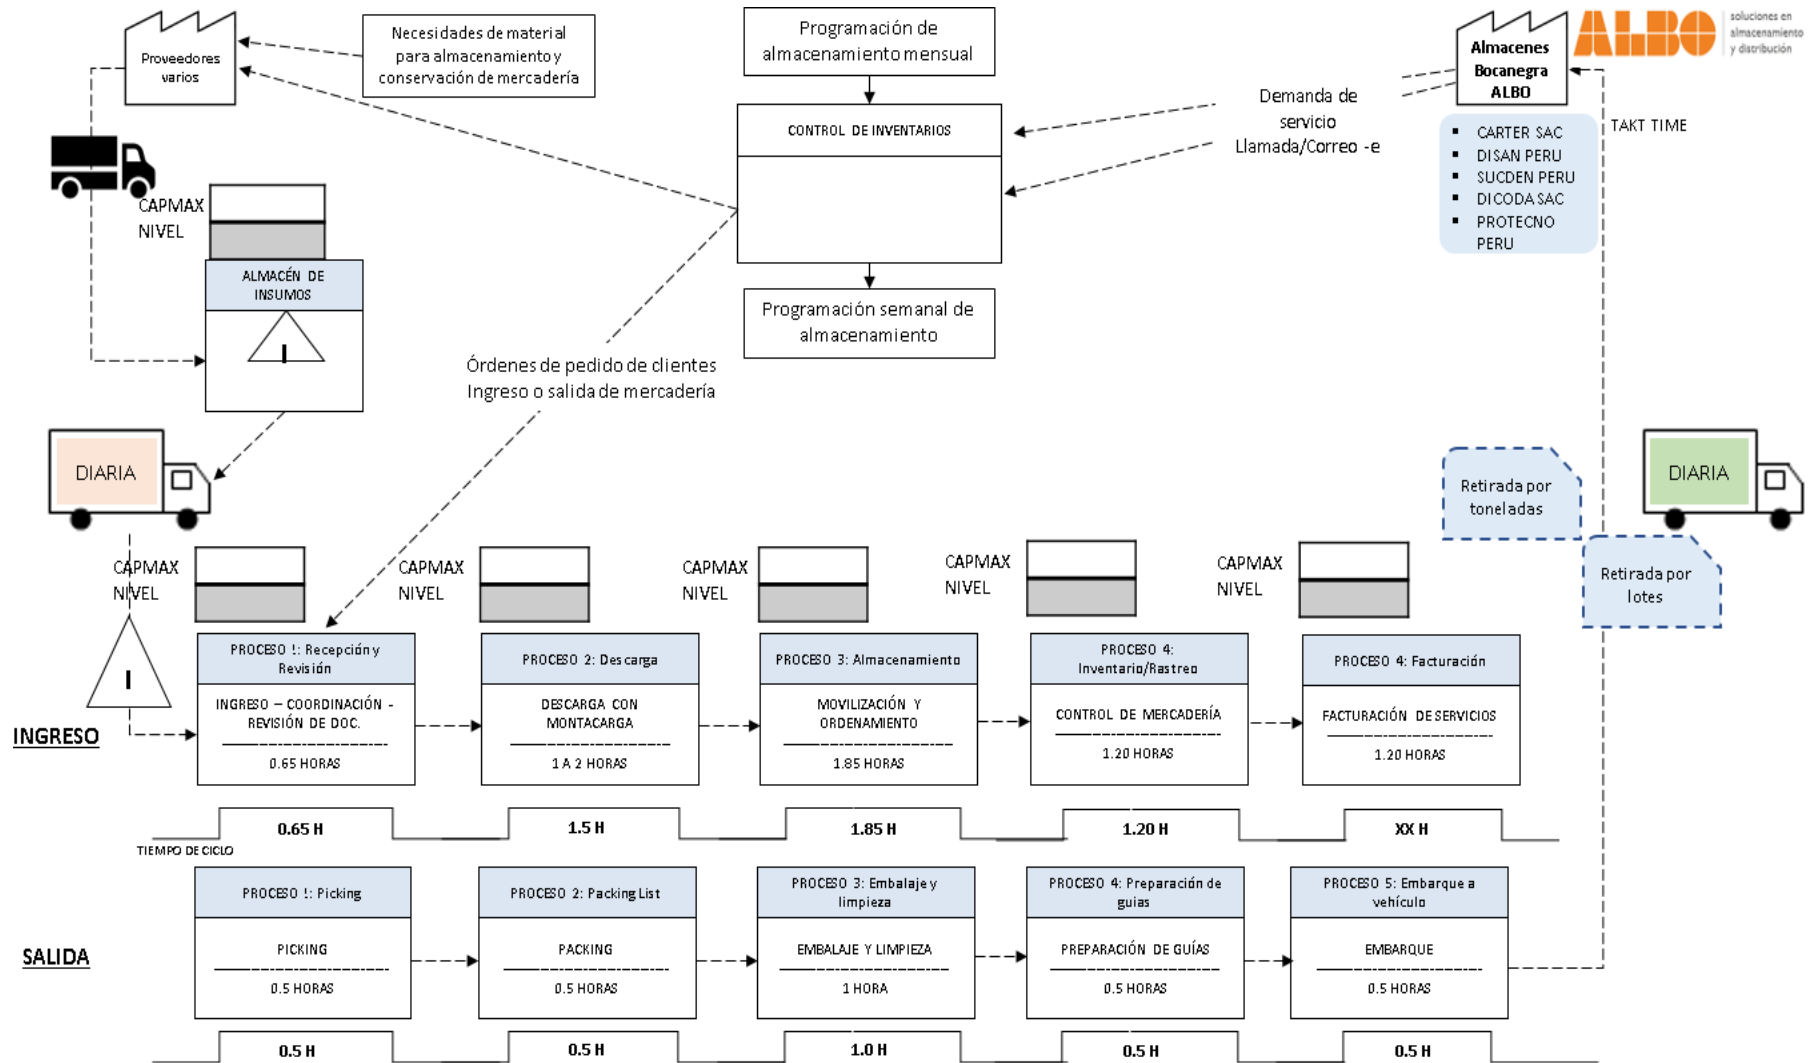 Proveedores
varios
Necesidades de material
para almacenamiento y
conservación de mercadería
Programación de
almacenamiento mensual
CONTROL DE INVENTARIOS
Programación semanal de
almacenamiento
Demanda de
servicio
Llamada/Correo -e
Almacenes
Bocanegra
ALBO
ALBO
soluciones en
almacenamiento
y distribución
TAKT TIME
▪ CARTER SAC
▪ DISAN PERU
▪ SUCDEN PERU
▪ DICODA SAC
▪ PROTECNO
PERU
CAPMAX
NIVEL
ALMACÉN DE
INSUMOS
I
Órdenes de pedido de clientes
Ingreso o salida de mercadería
DIARIA
Retirada por
toneladas
DIARIA
Retirada por
lotes
CAPMAX
NIVEL
CAPMAX
NIVEL
CAPMAX
NIVEL
CAPMAX
NIVEL
CAPMAX
NIVEL
I
INGRESO
PROCESO !: Recepción y
Revisión
INGRESO – COORDINACIÓN -
REVISIÓN DE DOC.
0.65 HORAS
PROCESO 2: Descarga
DESCARGA CON
MONTACARGA
1 A 2 HORAS
PROCESO 3: Almacenamiento
MOVILIZACIÓN Y
ORDENAMIENTO
1.85 HORAS
PROCESO 4:
Inventario/Rastreo
CONTROL DE MERCADERÍA
1.20 HORAS
PROCESO 4: Facturación
FACTURACIÓN DE SERVICIOS
1.20 HORAS
0.65 H
1.5 H
1.85 H
1.20 H
XX H
TIEMPO DE CICLO
SALIDA
PROCESO !: Picking
PICKING
0.5 HORAS
PROCESO 2: Packing List
PACKING
0.5 HORAS
PROCESO 3: Embalaje y
limpieza
EMBALAJE Y LIMPIEZA
1 HORA
PROCESO 4: Preparación de
guias
PREPARACIÓN DE GUÍAS
0.5 HORAS
PROCESO 5: Embarque a
vehículo
EMBARQUE
0.5 HORAS
0.5 H
0.5 H
1.0 H
0.5 H
0.5 H